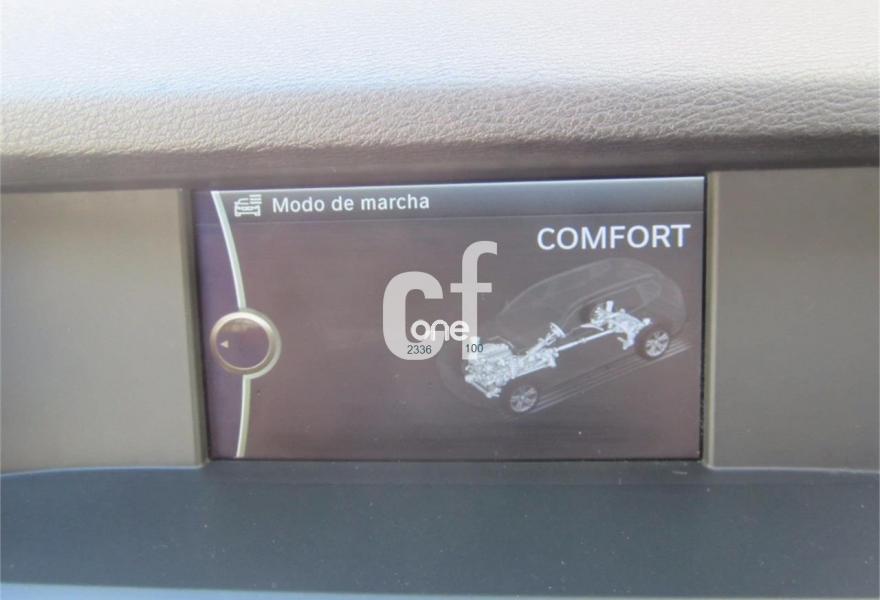 Modo de marcha
COMFORT
cf
one
2336 100